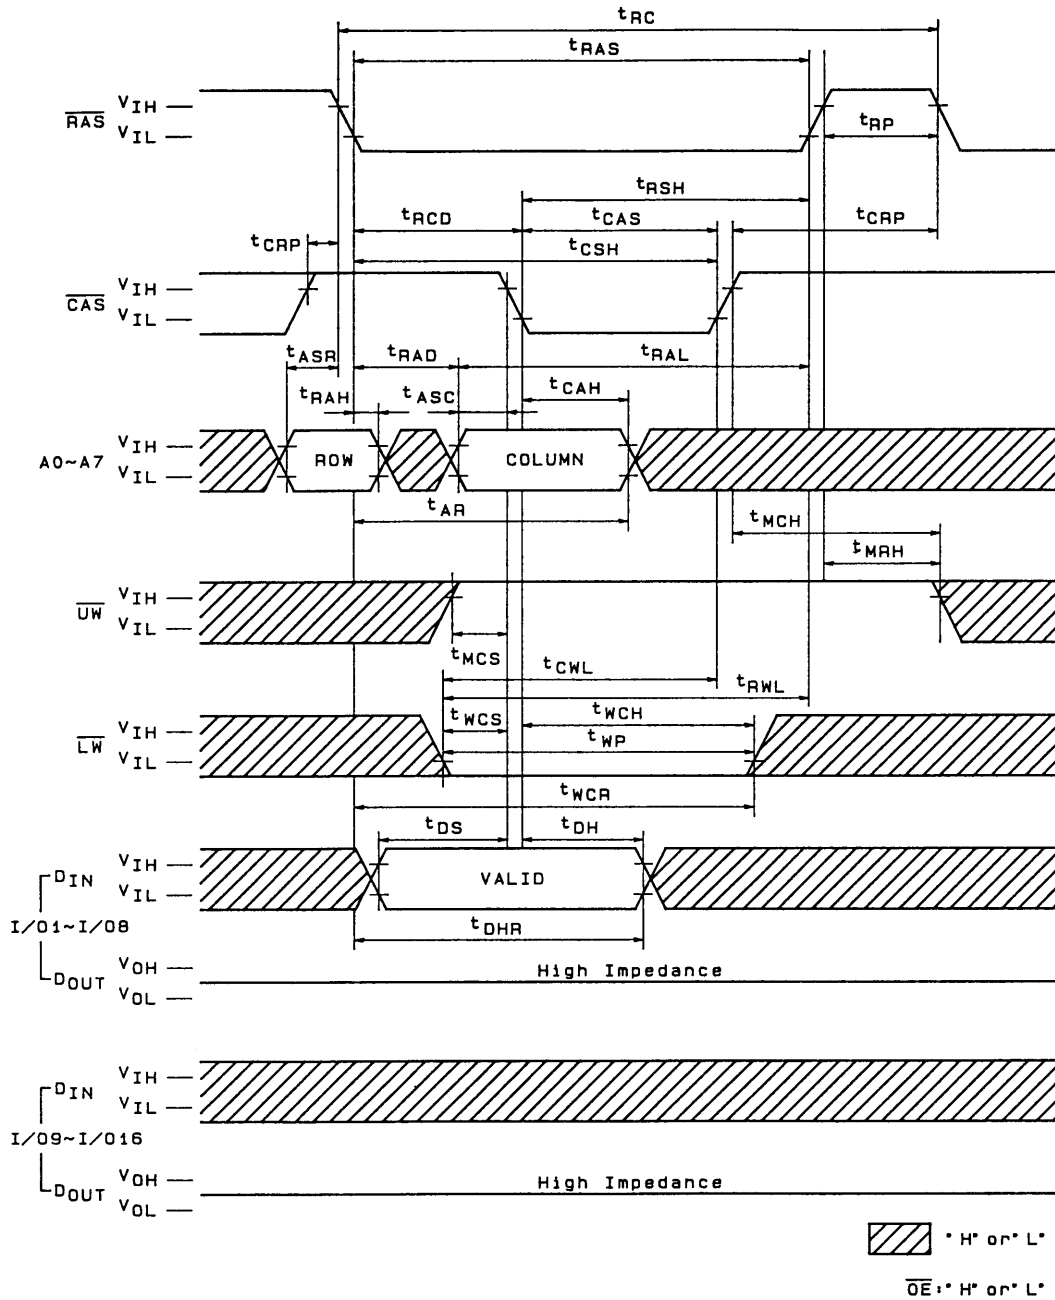 tRC
tRAS
RAS VIH
VIL
tRP
tRSH
tRCD tCAS tCRP
tCRP tCSH
CAS VIH
VIL
tASR tRAD tRAL
tRAH tASC tCAH
A0~A7 VIH
VIL
ROW COLUMN
tAR
tMCH
tMRH
UW VIH
VIL
tMCS tCWL
tRWL
tWCS tWCH
LW VIH
VIL
tWP
tWCR
tDS tDH
I/O1~I/O8
DIN VIH
VIL
VALID
tDHR
DOUT VOH
VOL
High Impedance
I/O9~I/O16
DIN VIH
VIL
DOUT VOH
VOL
High Impedance
"H" or "L"
OE: "H" or "L"